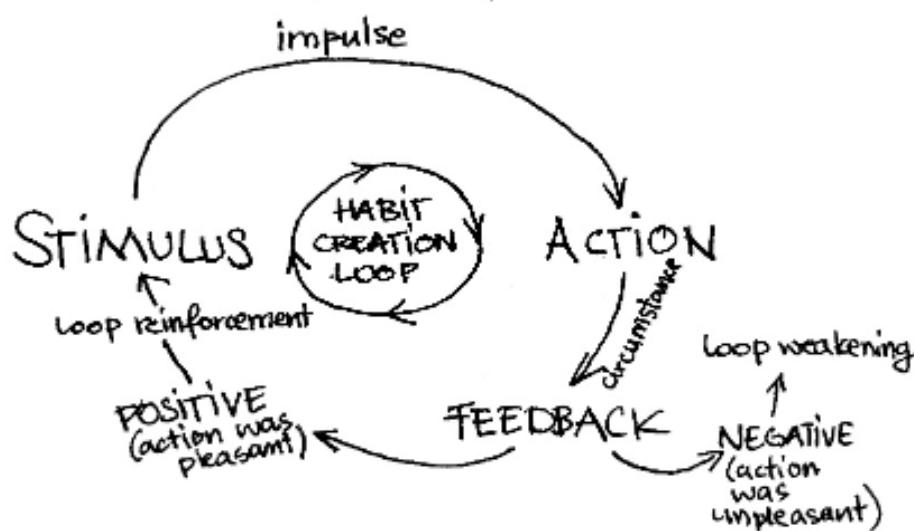 impulse
STIMULUS
HABIT
CREATION
LOOP
ACTION
circumstance
loop reinforcement
loop weakening
POSITIVE
(action was
pleasant)
FEEDBACK
NEGATIVE
(action
was
unpleasant)